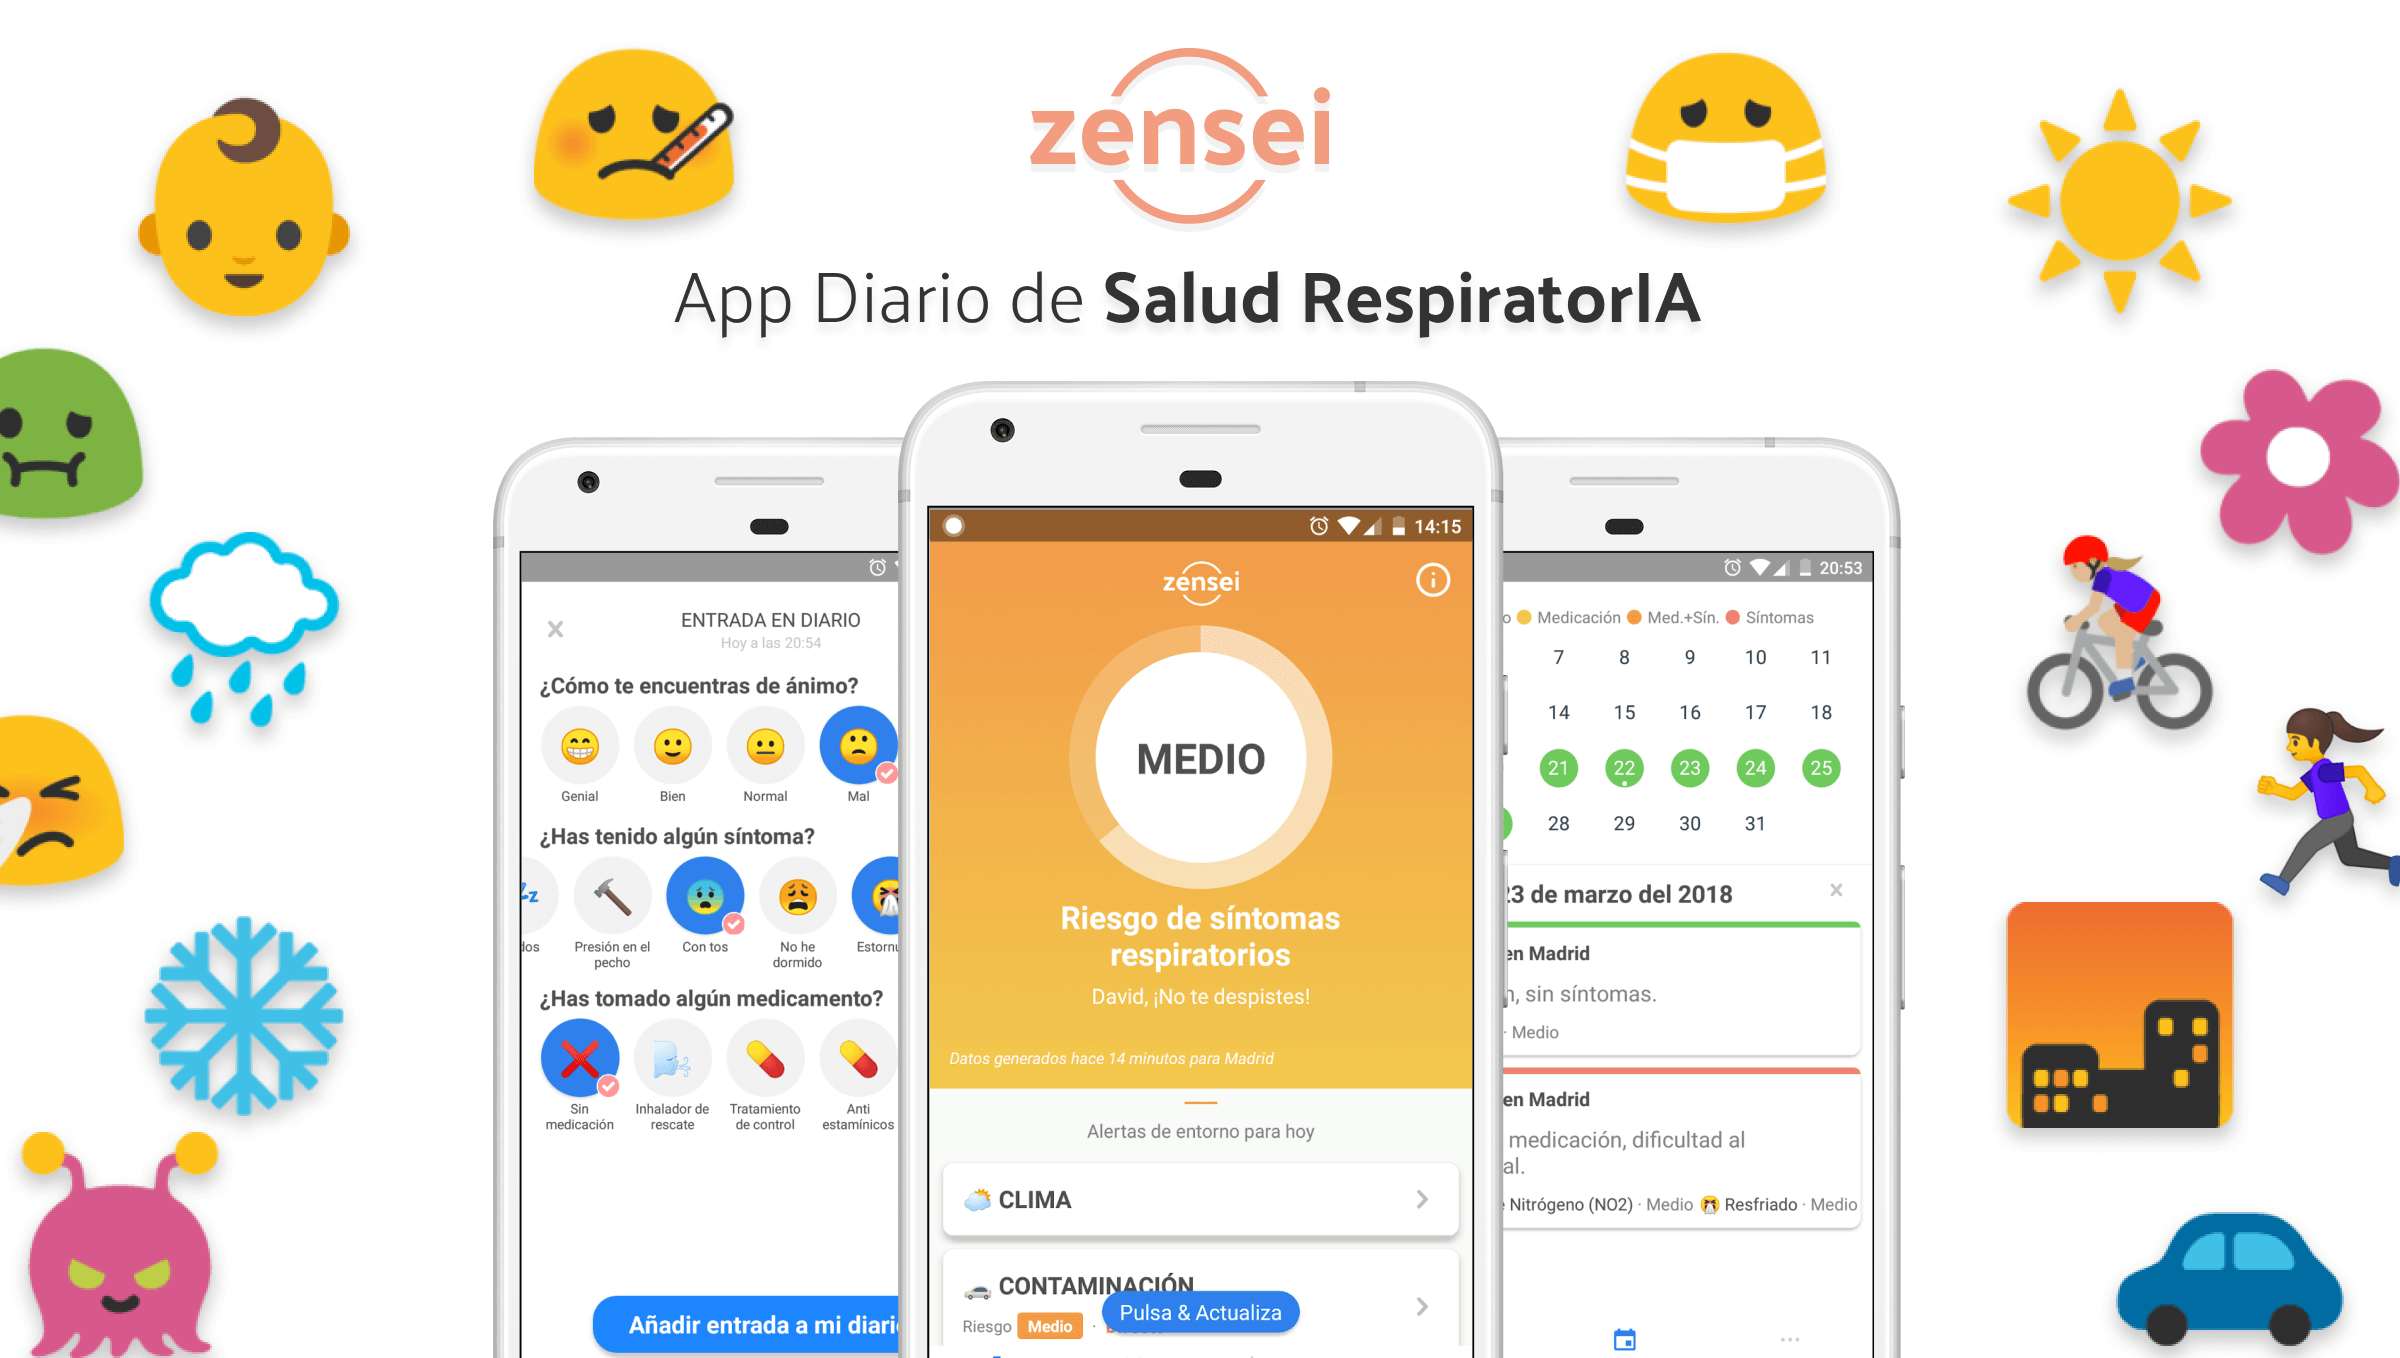 zensei
App Diario de Salud RespiratorIA
ENTRADA EN DIARIO
Hoy a las 20:54
¿Cómo te encuentras de ánimo?
Genial Bien Normal Mal
¿Has tenido algún síntoma?
Presión en el pecho
Con tos
No he dormido
¿Has tomado algún medicamento?
Sin medicación
Inhalador de rescate
Tratamiento de control
Anti estamínicos
Añadir entrada a mi
14:15
zensei
MEDIO
Riesgo de síntomas
respiratorios
David, ¡No te despistes!
Datos generados hace 14 minutos para Madrid
Alertas de entorno para hoy
CLIMA
CONTAMINACIÓN
Riesgo Medio ·
Pulsa & Actualiza
20:53
Medicación Med.+Sín. Síntomas
7 8 9 10 11
14 15 16 17 18
21 22 23 24 25
28 29 30 31
23 de marzo del 2018
en Madrid
, sin síntomas.
· Medio
en Madrid
medicación, dificultad al
al.
Nitrógeno (NO2) · Medio Resfriado · Medio